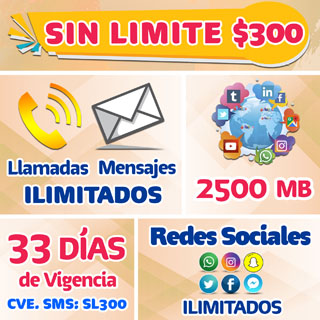 SIN LIMITE $300
Llamadas Mensajes
ILIMITADOS
2500 MB
33 DÍAS
de Vigencia
CVE. SMS: SL300
Redes Sociales
ILIMITADOS